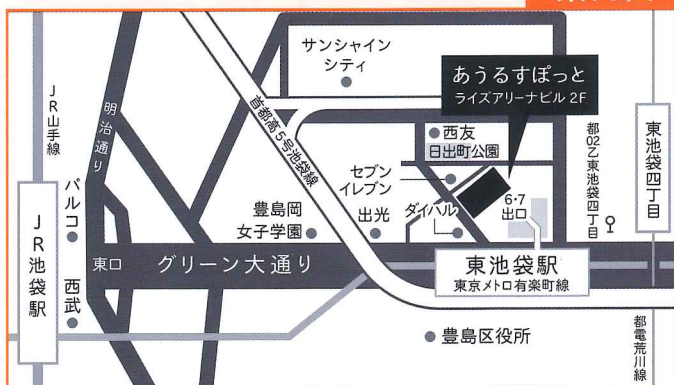 サンシャイン
シティ
あうるすぽっと
ライズアリーナビル 2F
JR山手線
明治通り
首都高5号池袋線
西友
日出町公園
都02乙東池袋四丁目
東池袋四丁目
パルコ
セブン
イレブン
JR池袋駅
豊島岡
女子学園
出光
ダイハル
6・7
出口
東口
グリーン大通り
東池袋駅
東京メトロ有楽町線
西武
豊島区役所
都電荒川線